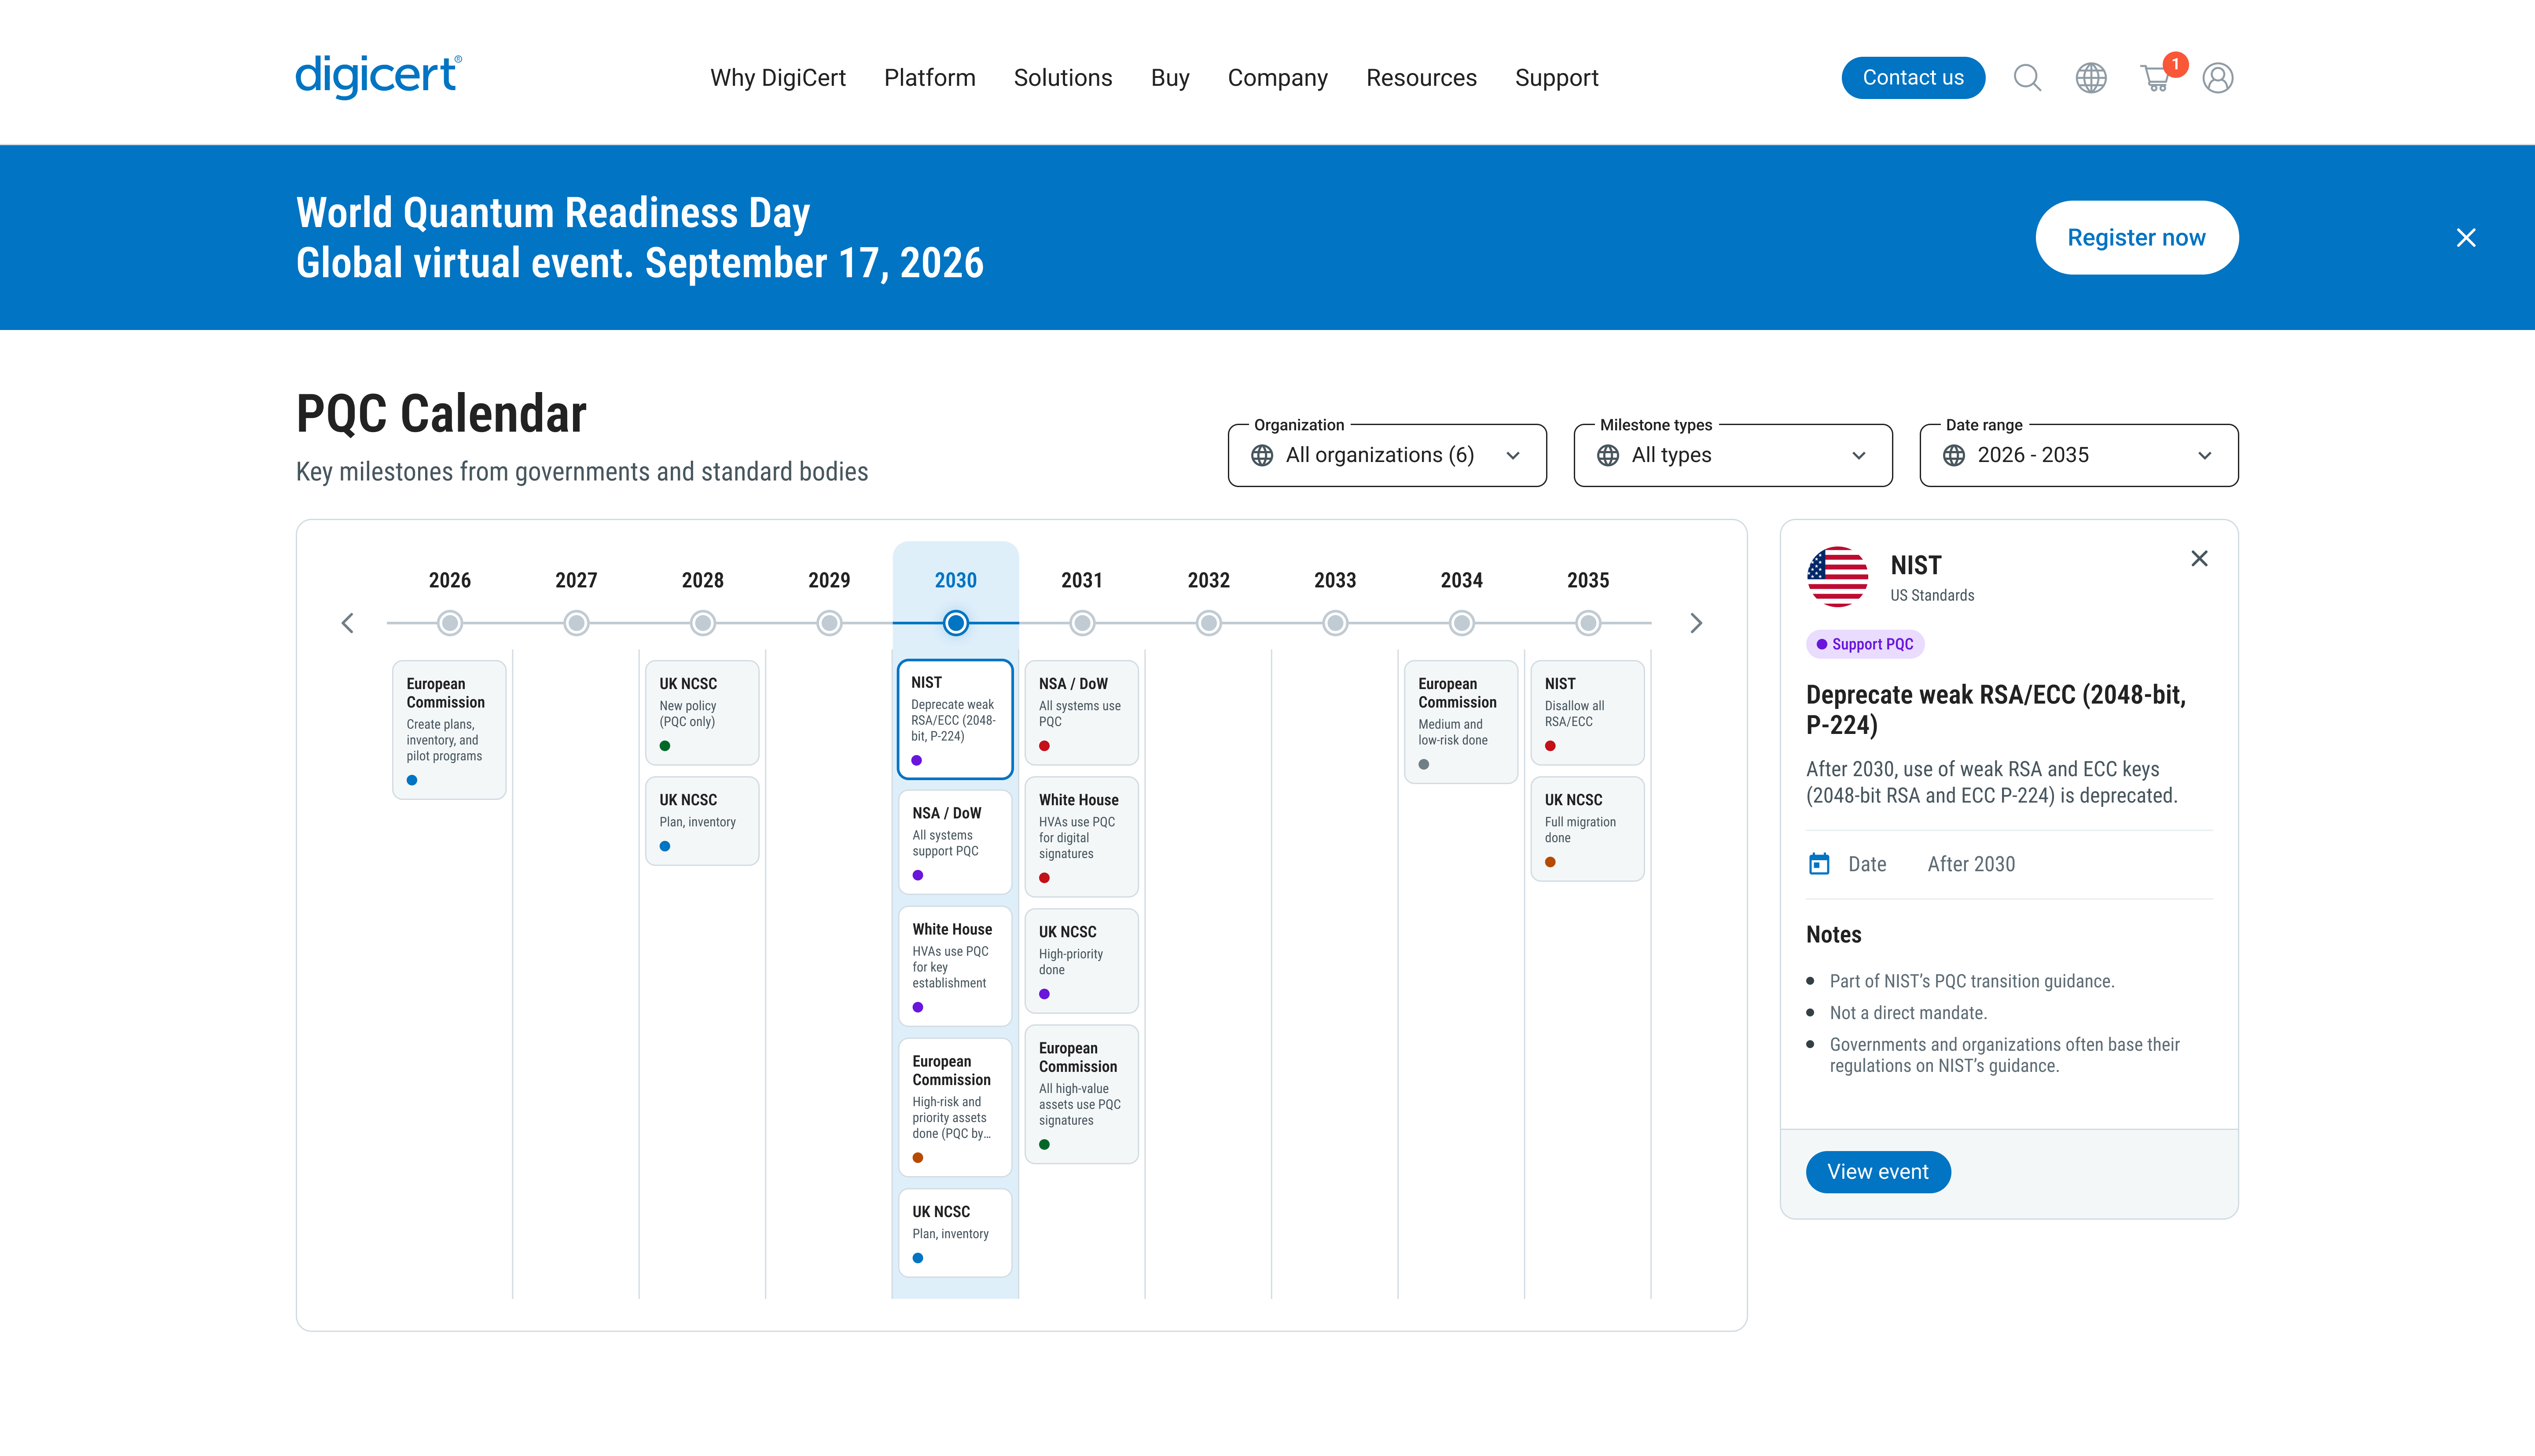 digicert®
Why DigiCert
Platform
Solutions
Buy
Company
Resources
Support
Contact us
1
World Quantum Readiness Day
Global virtual event. September 17, 2026
Register now
PQC Calendar
Key milestones from governments and standard bodies
Organization
All organizations (6)
Milestone types
All types
Date range
2026 - 2035
2026
2027
2028
2029
2030
2031
2032
2033
2034
2035
European
Commission
Create plans,
inventory, and
pilot programs
UK NCSC
New policy
(PQC only)
UK NCSC
Plan, inventory
NIST
Deprecate weak
RSA/ECC (2048-
bit, P-224)
NSA / DoW
All systems
support PQC
White House
HVAs use PQC
for key
establishment
European
Commission
High-risk and
priority assets
done (PQC by...
UK NCSC
Plan, inventory
NSA / DoW
All systems use
PQC
White House
HVAs use PQC
for digital
signatures
UK NCSC
High-priority
done
European
Commission
All high-value
assets use PQC
signatures
European
Commission
Medium and
low-risk done
NIST
Disallow all
RSA/ECC
UK NCSC
Full migration
done
NIST
US Standards
Support PQC
Deprecate weak RSA/ECC (2048-bit,
P-224)
After 2030, use of weak RSA and ECC keys
(2048-bit RSA and ECC P-224) is deprecated.
Date
After 2030
Notes
Part of NIST’s PQC transition guidance.
Not a direct mandate.
Governments and organizations often base their
regulations on NIST’s guidance.
View event